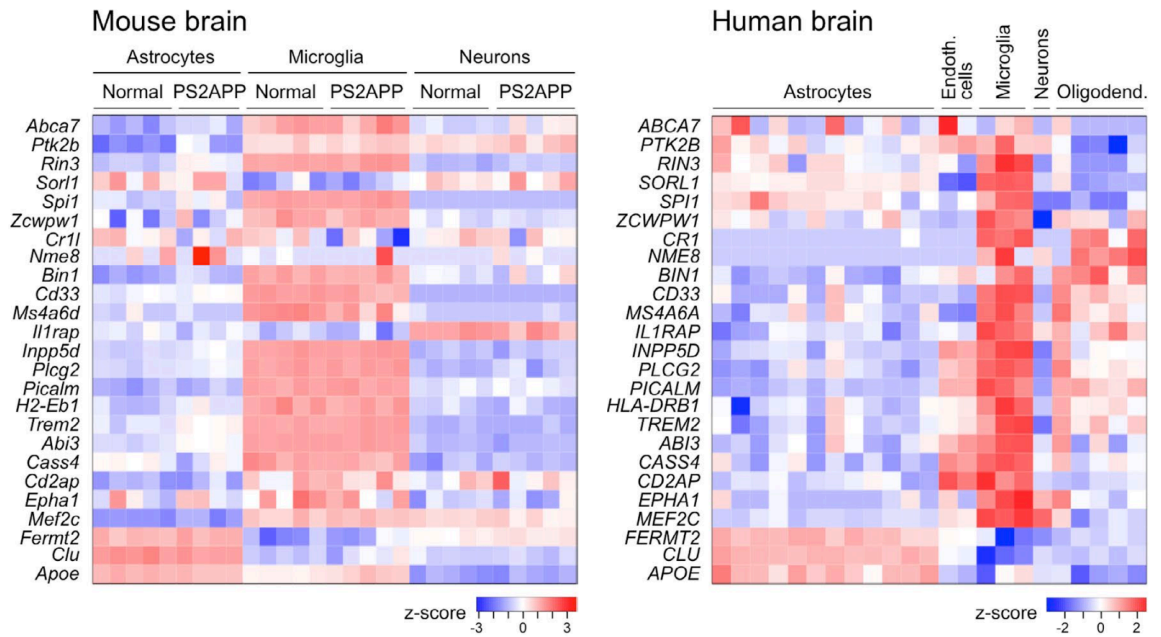 Mouse brain
Astrocytes Microglia Neurons
Normal PS2APP Normal PS2APP Normal PS2APP
Abca7
Ptk2b
Rin3
Sorl1
Spi1
Zcwpw1
Cr1l
Nme8
Bin1
Cd33
Ms4a6d
Il1rap
Inpp5d
Plcg2
Picalm
H2-Eb1
Trem2
Abi3
Cass4
Cd2ap
Epha1
Mef2c
Fermt2
Clu
Apoe
z-score
-3 0 3
Human brain
Astrocytes
Endoth.
cells
Microglia
Neurons
Oligodend.
ABCA7
PTK2B
RIN3
SORL1
SPI1
ZCWPW1
CR1
NME8
BIN1
CD33
MS4A6A
IL1RAP
INPP5D
PLCG2
PICALM
HLA-DRB1
TREM2
ABI3
CASS4
CD2AP
EPHA1
MEF2C
FERMT2
CLU
APOE
z-score
-2 0 2